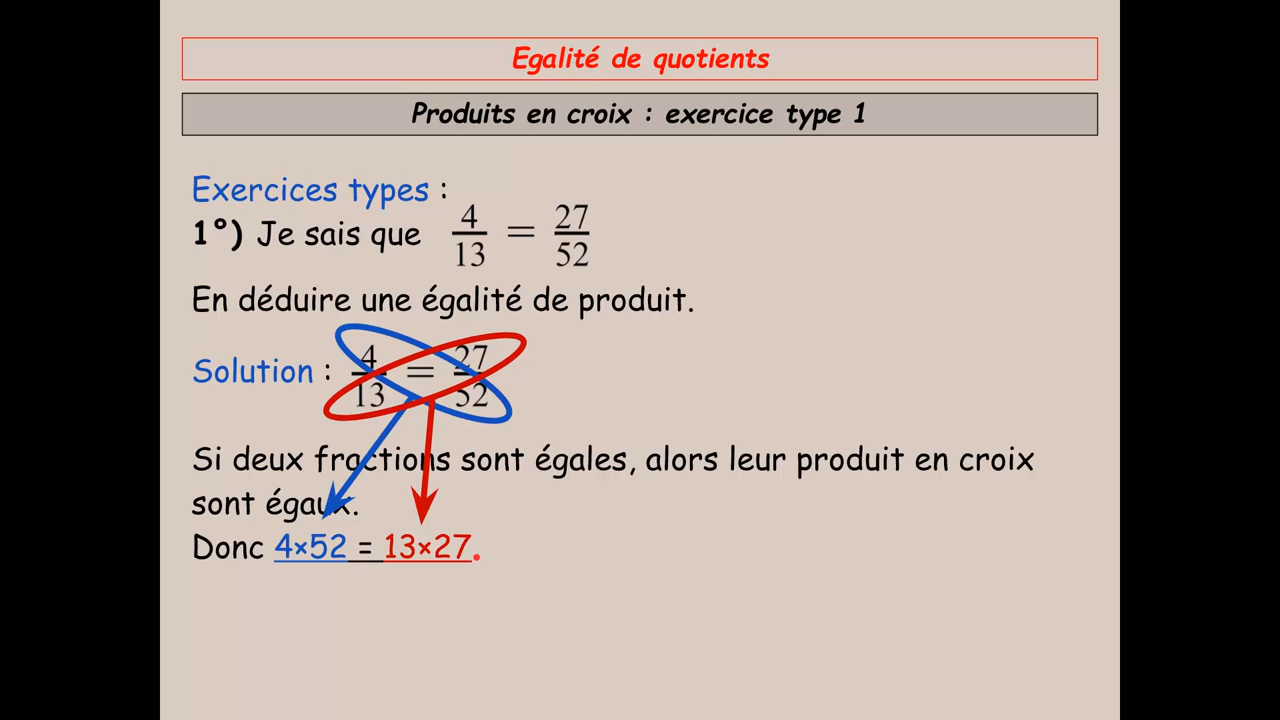 Egalité de quotients
Produits en croix : exercice type 1
Exercices types :
1°) Je sais que 4/13 = 27/52
En déduire une égalité de produit.
Solution : 4/13 = 27/52
Si deux fractions sont égales, alors leur produit en croix
sont égaux.
Donc 4×52 = 13×27.